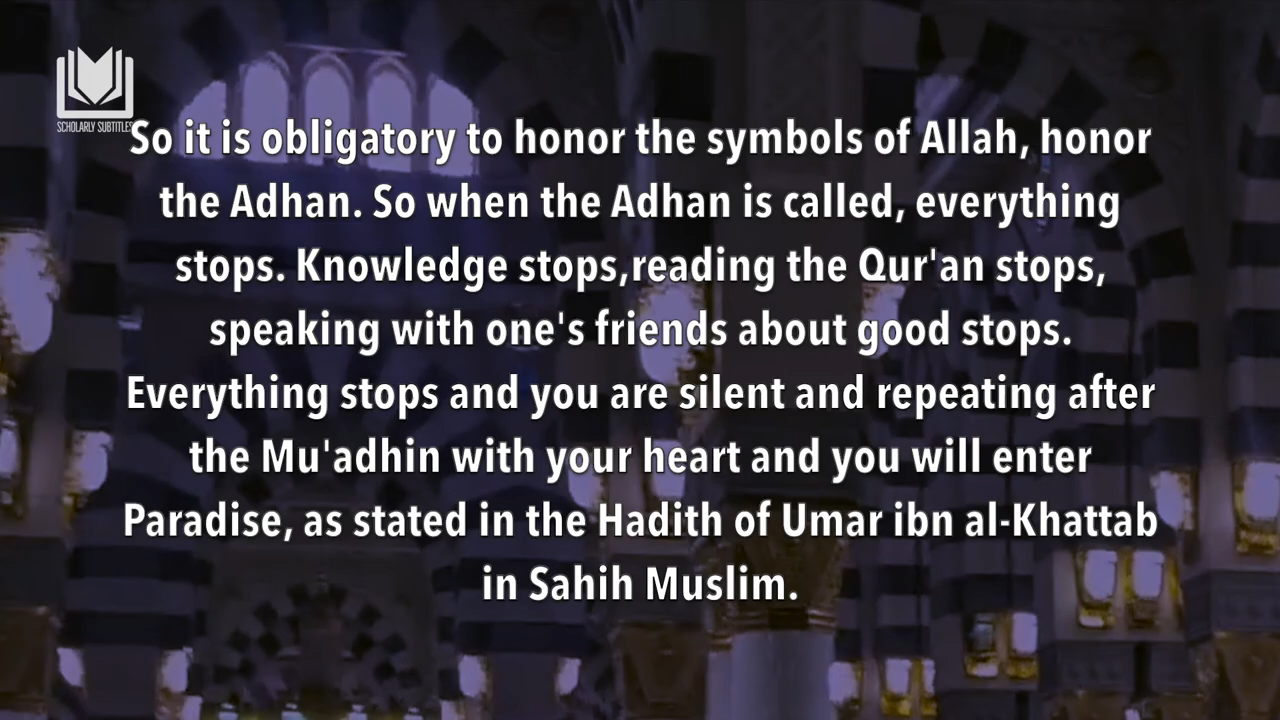 SCHOLARLY SUBTITLES
So it is obligatory to honor the symbols of Allah, honor
the Adhan. So when the Adhan is called, everything
stops. Knowledge stops,reading the Qur'an stops,
speaking with one's friends about good stops.
Everything stops and you are silent and repeating after
the Mu'adhin with your heart and you will enter
Paradise, as stated in the Hadith of Umar ibn al-Khattab
in Sahih Muslim.